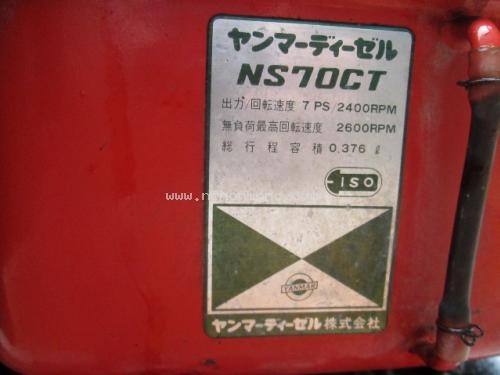 ヤンマーディーゼル
NS70CT
出力/回転速度 7 PS/2400RPM
無負荷最高回転速度 2600RPM
総行程容積 0.376 ℓ
ISO
YANMAR
ヤンマーディーゼル株式会社